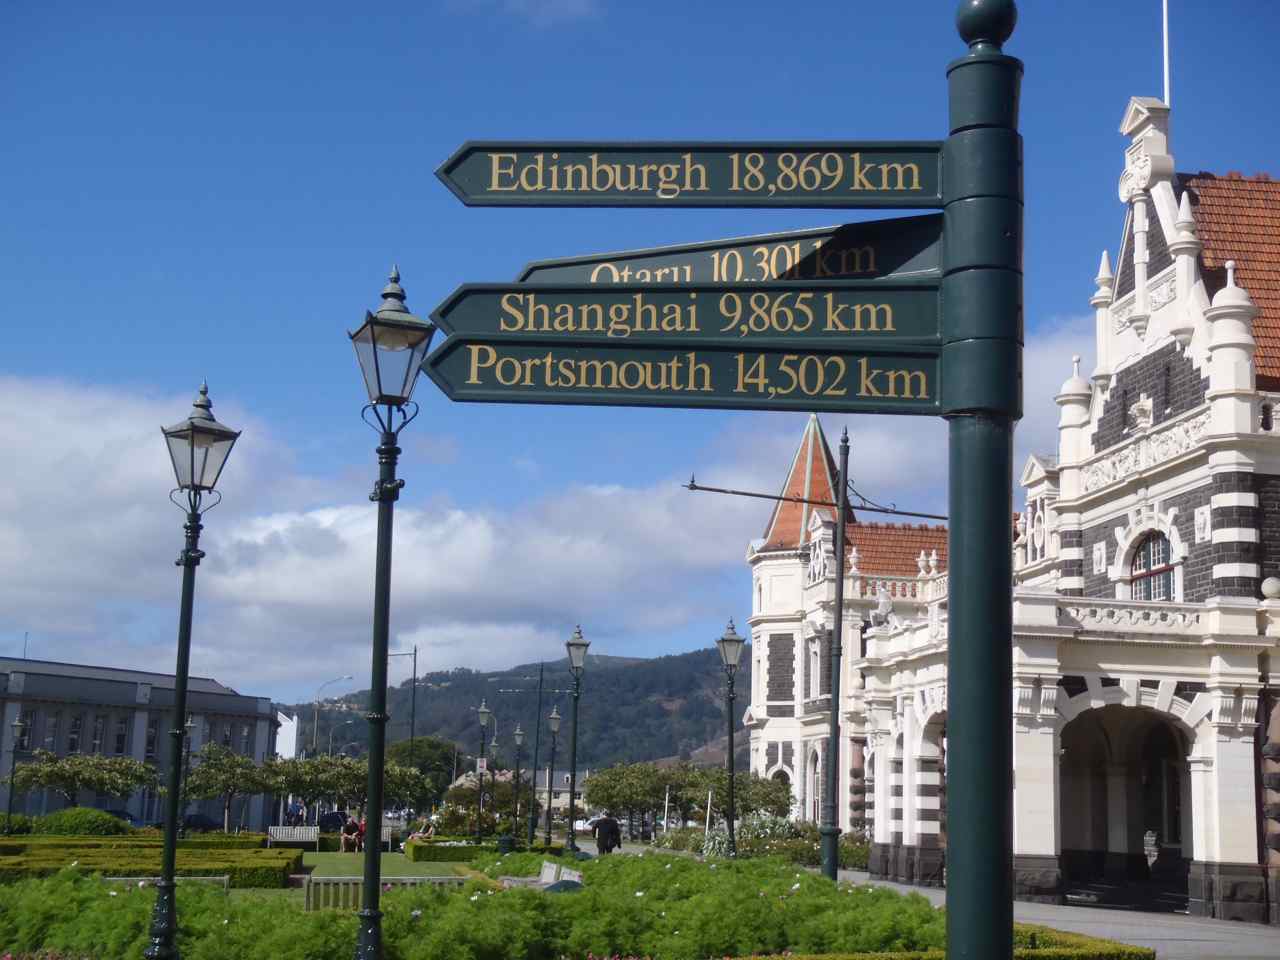 Edinburgh 18,869 km
Otaru 10,301 km
Shanghai 9,865 km
Portsmouth 14,502 km